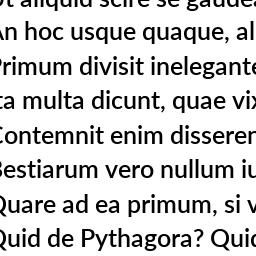 Ut aliquid scire se gaudea
An hoc usque quaque, al
Primum divisit inelegante
ta multa dicunt, quae vix
Contemnit enim disseren
Bestiarum vero nullum iu
Quare ad ea primum, si v
Quid de Pythagora? Quid